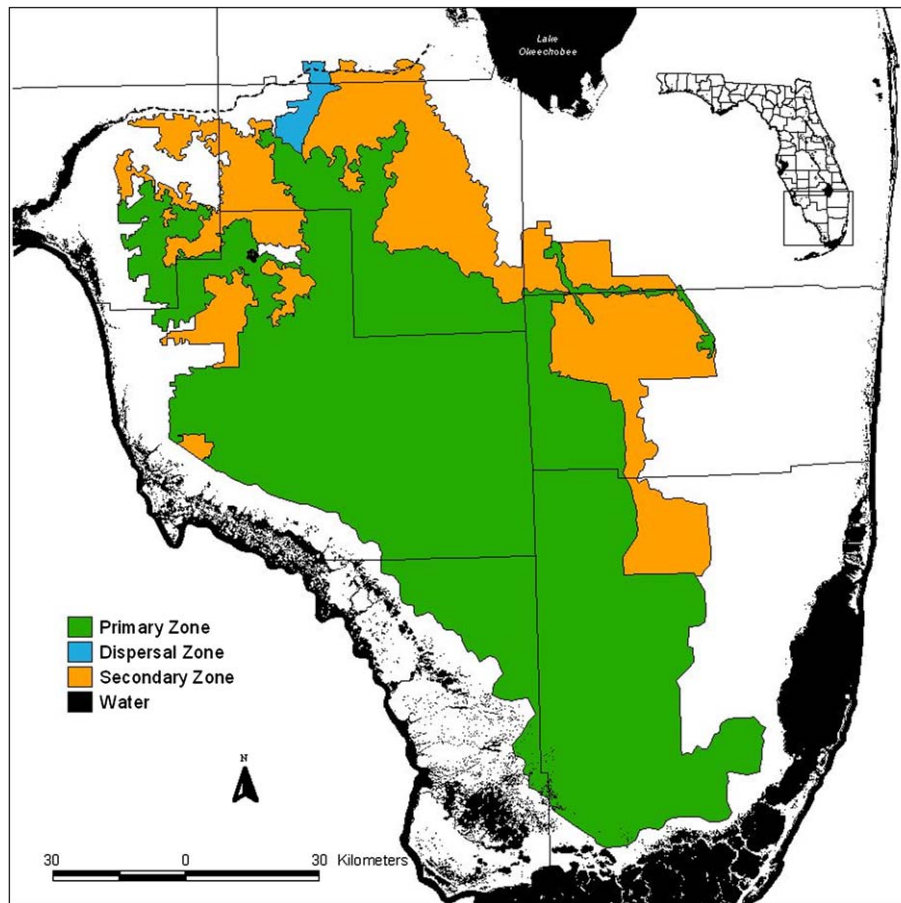 Lake
Okeechobee
Primary Zone
Dispersal Zone
Secondary Zone
Water
N
30 0 30 Kilometers